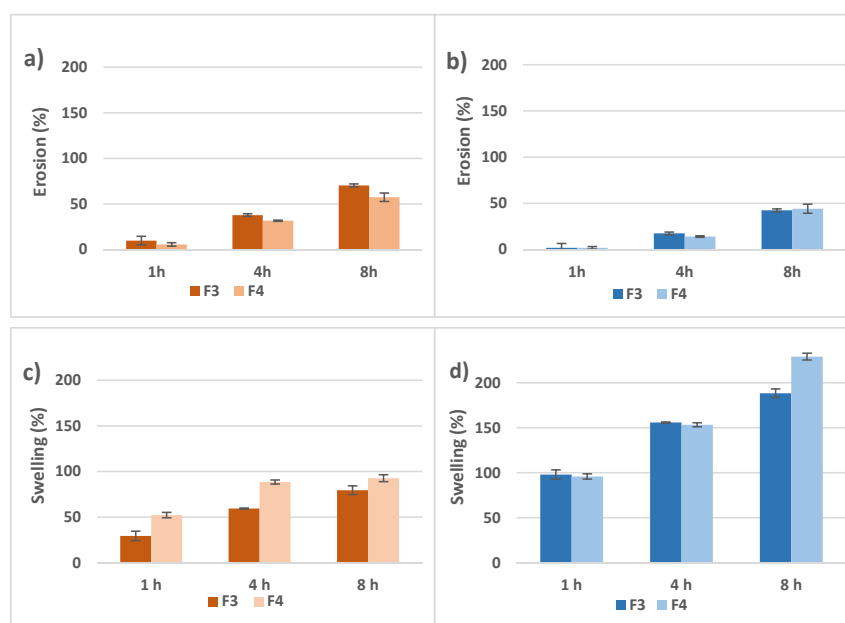 a)
Erosion (%)
200
150
100
50
0
1h 4h 8h
F3 F4
b)
Erosion (%)
200
150
100
50
0
1h 4h 8h
F3 F4
c)
Swelling (%)
200
150
100
50
0
1 h 4 h 8 h
F3 F4
d)
Swelling (%)
200
150
100
50
0
1 h 4 h 8 h
F3 F4